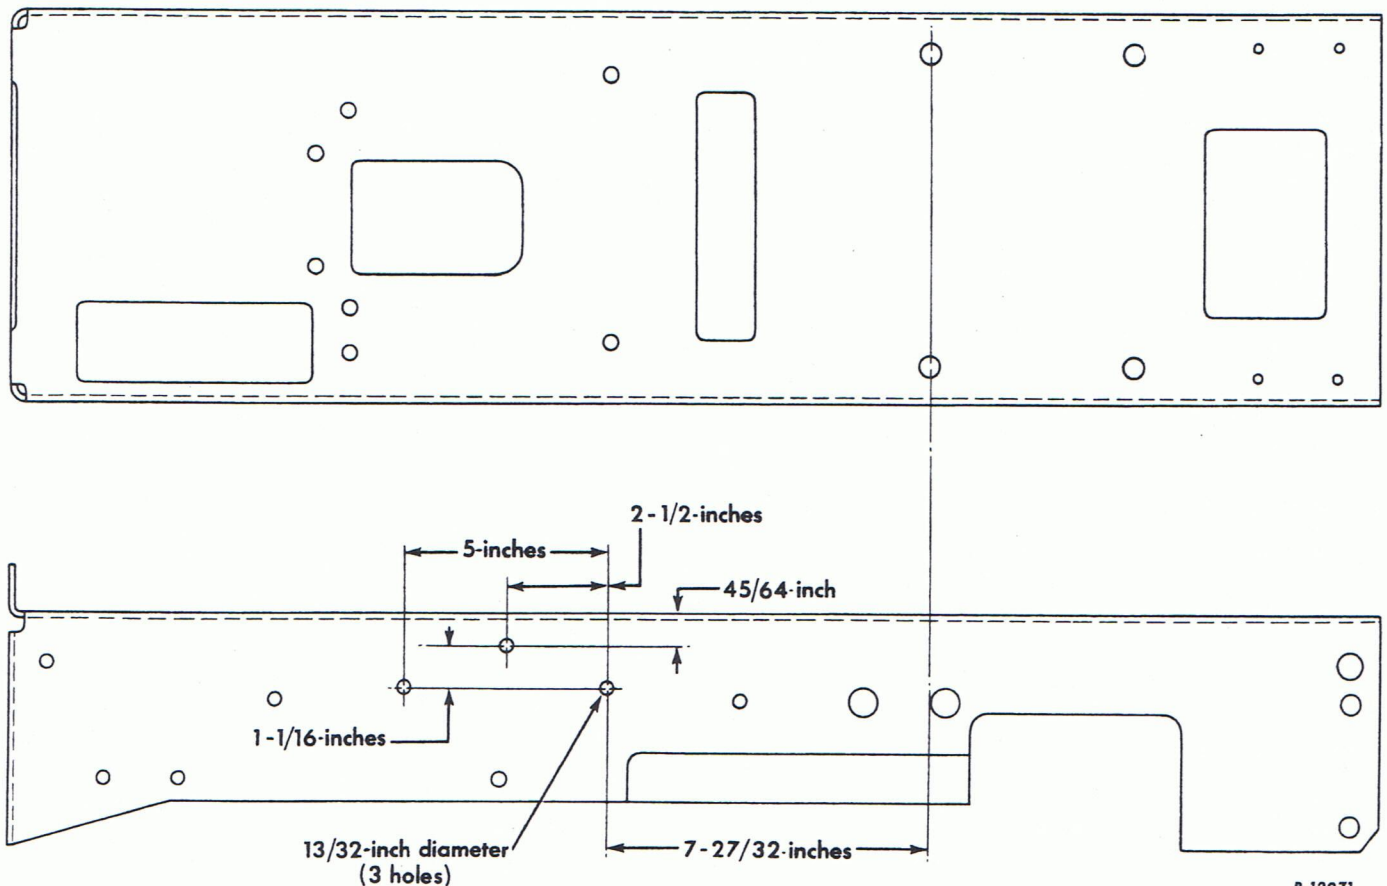 2-1/2-inches
5-inches
45/64-inch
1-1/16-inches
13/32-inch diameter
(3 holes)
7-27/32-inches